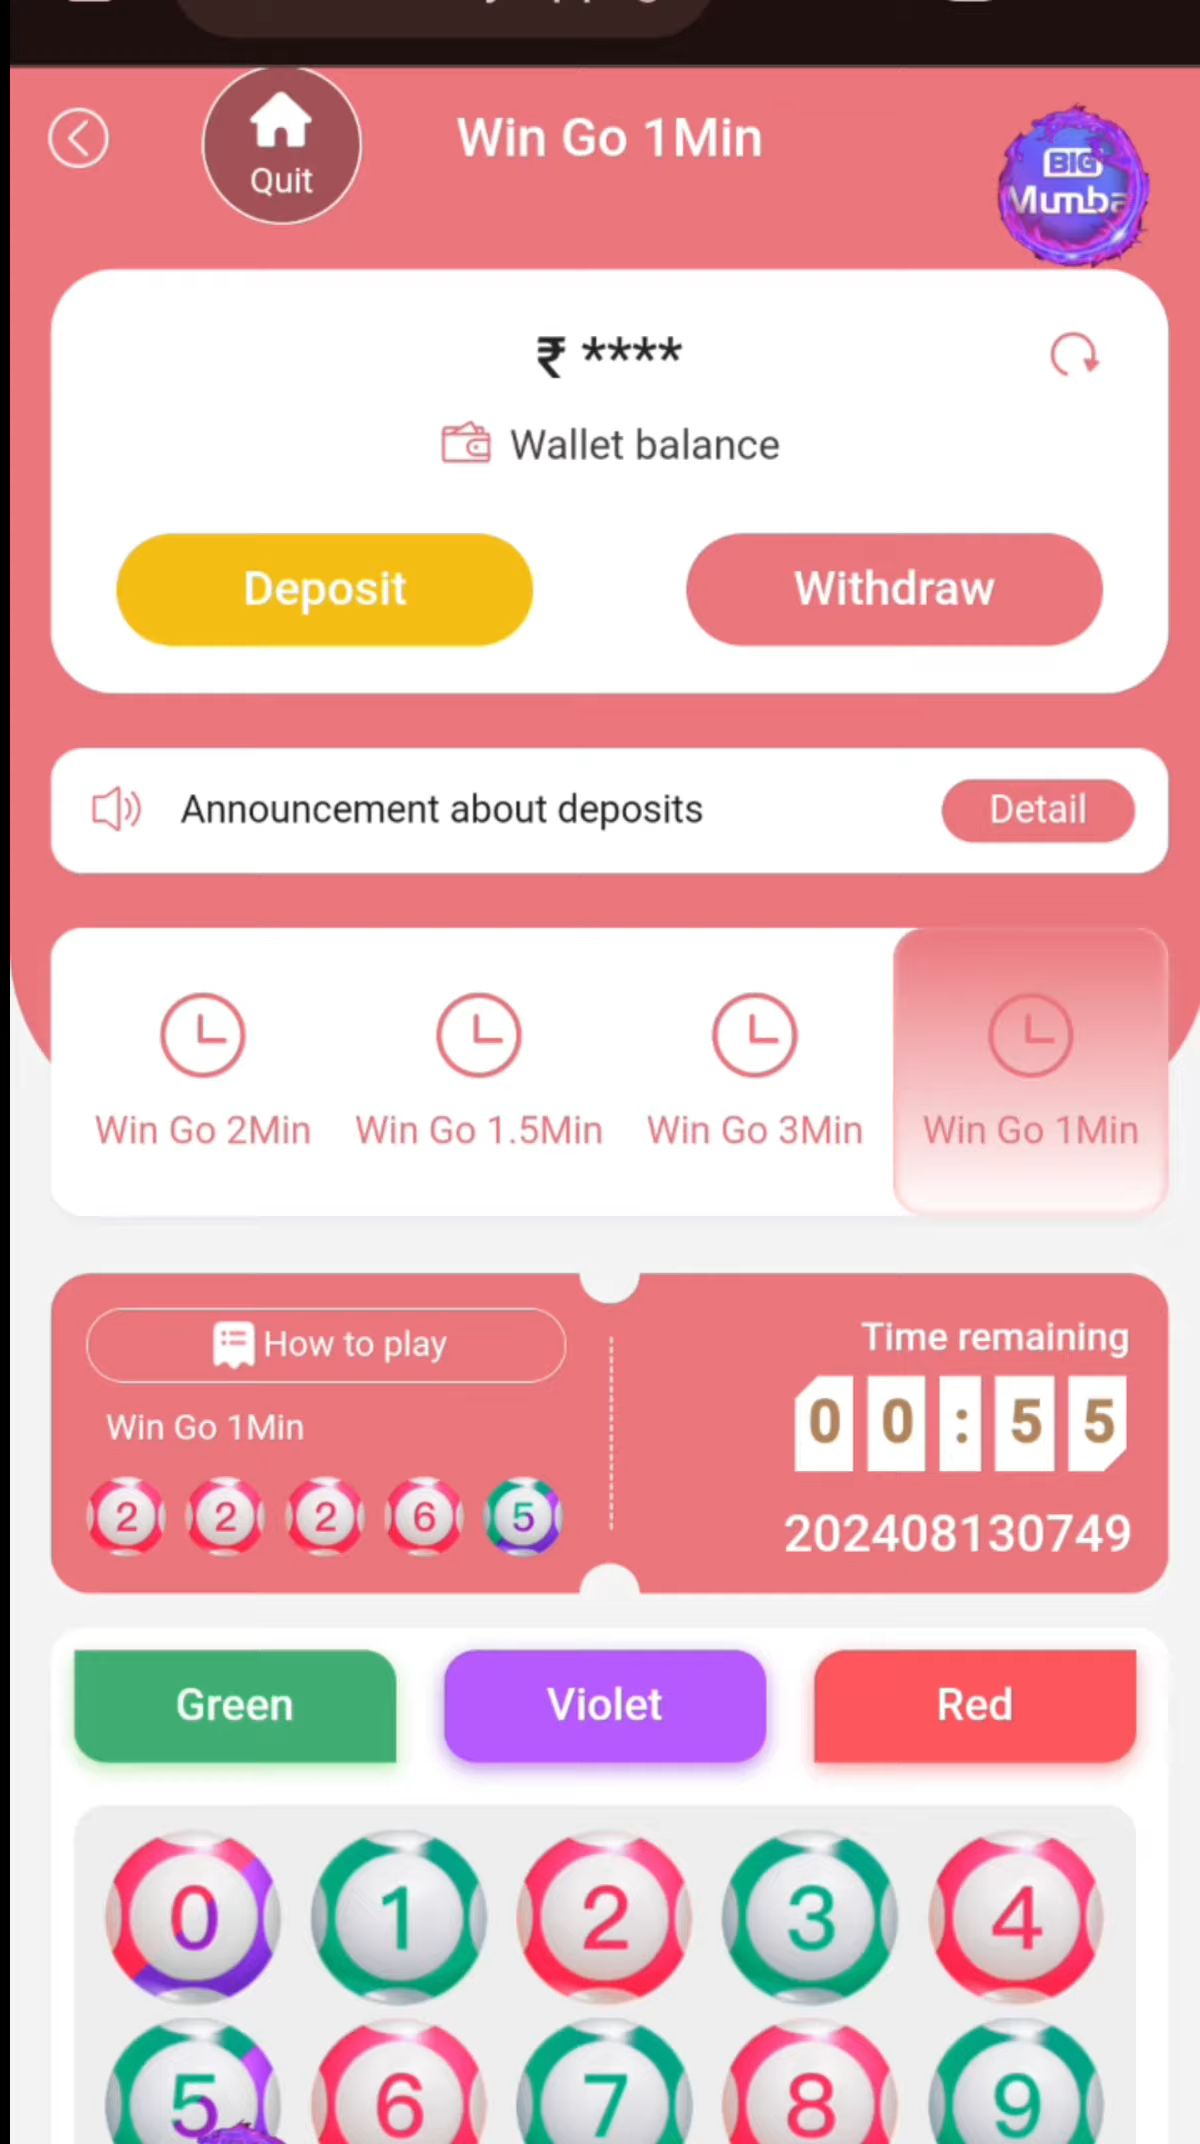 Win Go 1Min
Quit
BIG
Mumba
₹ ****
Wallet balance
Deposit
Withdraw
Announcement about deposits
Detail
Win Go 2Min
Win Go 1.5Min
Win Go 3Min
Win Go 1Min
How to play
Time remaining
00:55
Win Go 1Min
2 2 2 6 5
202408130749
Green
Violet
Red
0 1 2 3 4
5 6 7 8 9